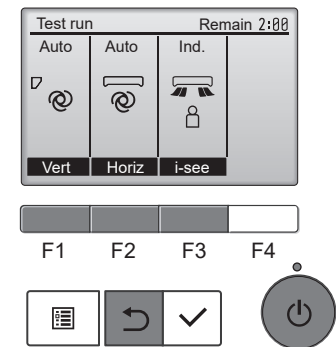 Test run Remain 2:00
Auto Auto Ind.
Vert Horiz i-see
F1 F2 F3 F4